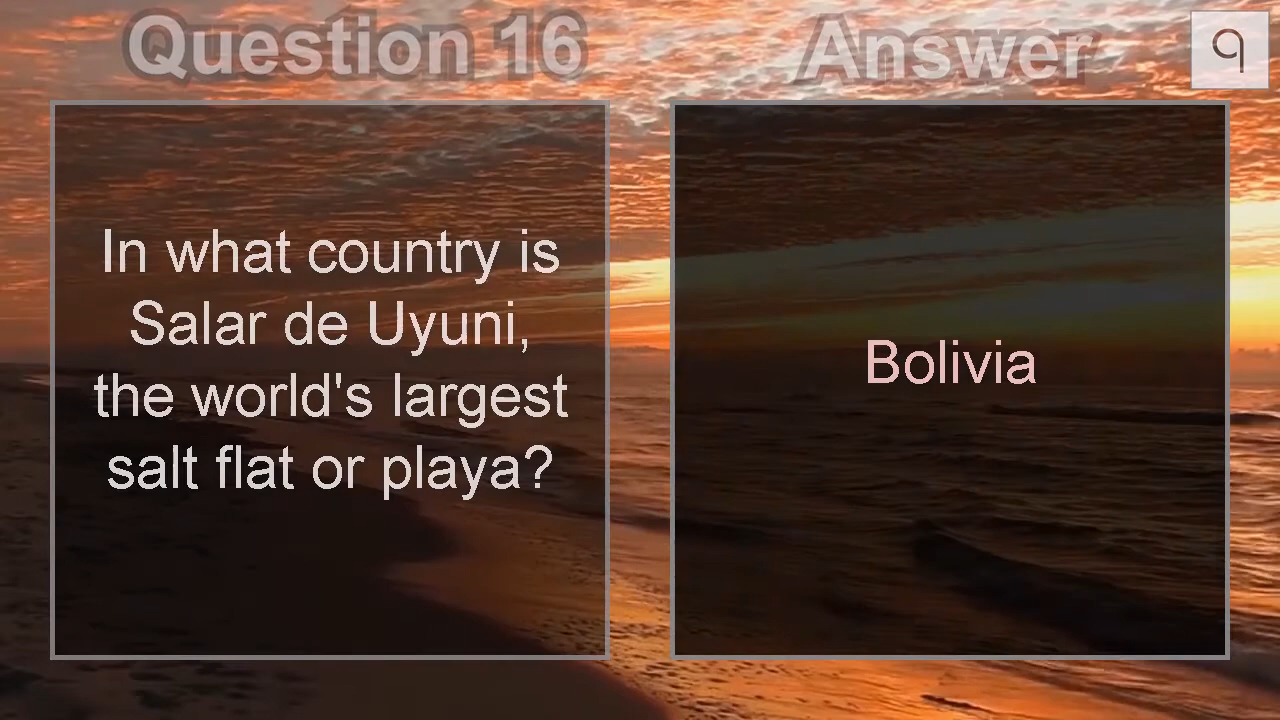 Question 16
Answer
q
In what country is
Salar de Uyuni,
the world's largest
salt flat or playa?
Bolivia